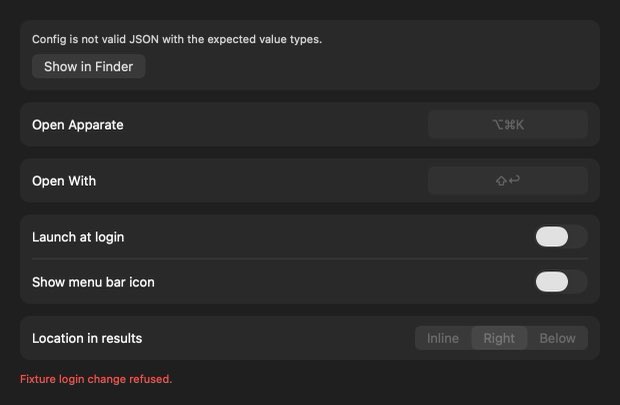 Config is not valid JSON with the expected value types.
Show in Finder
Open Apparate
⌥⌘K
Open With
⇧↩
Launch at login
Show menu bar icon
Location in results
Inline Right Below
Fixture login change refused.